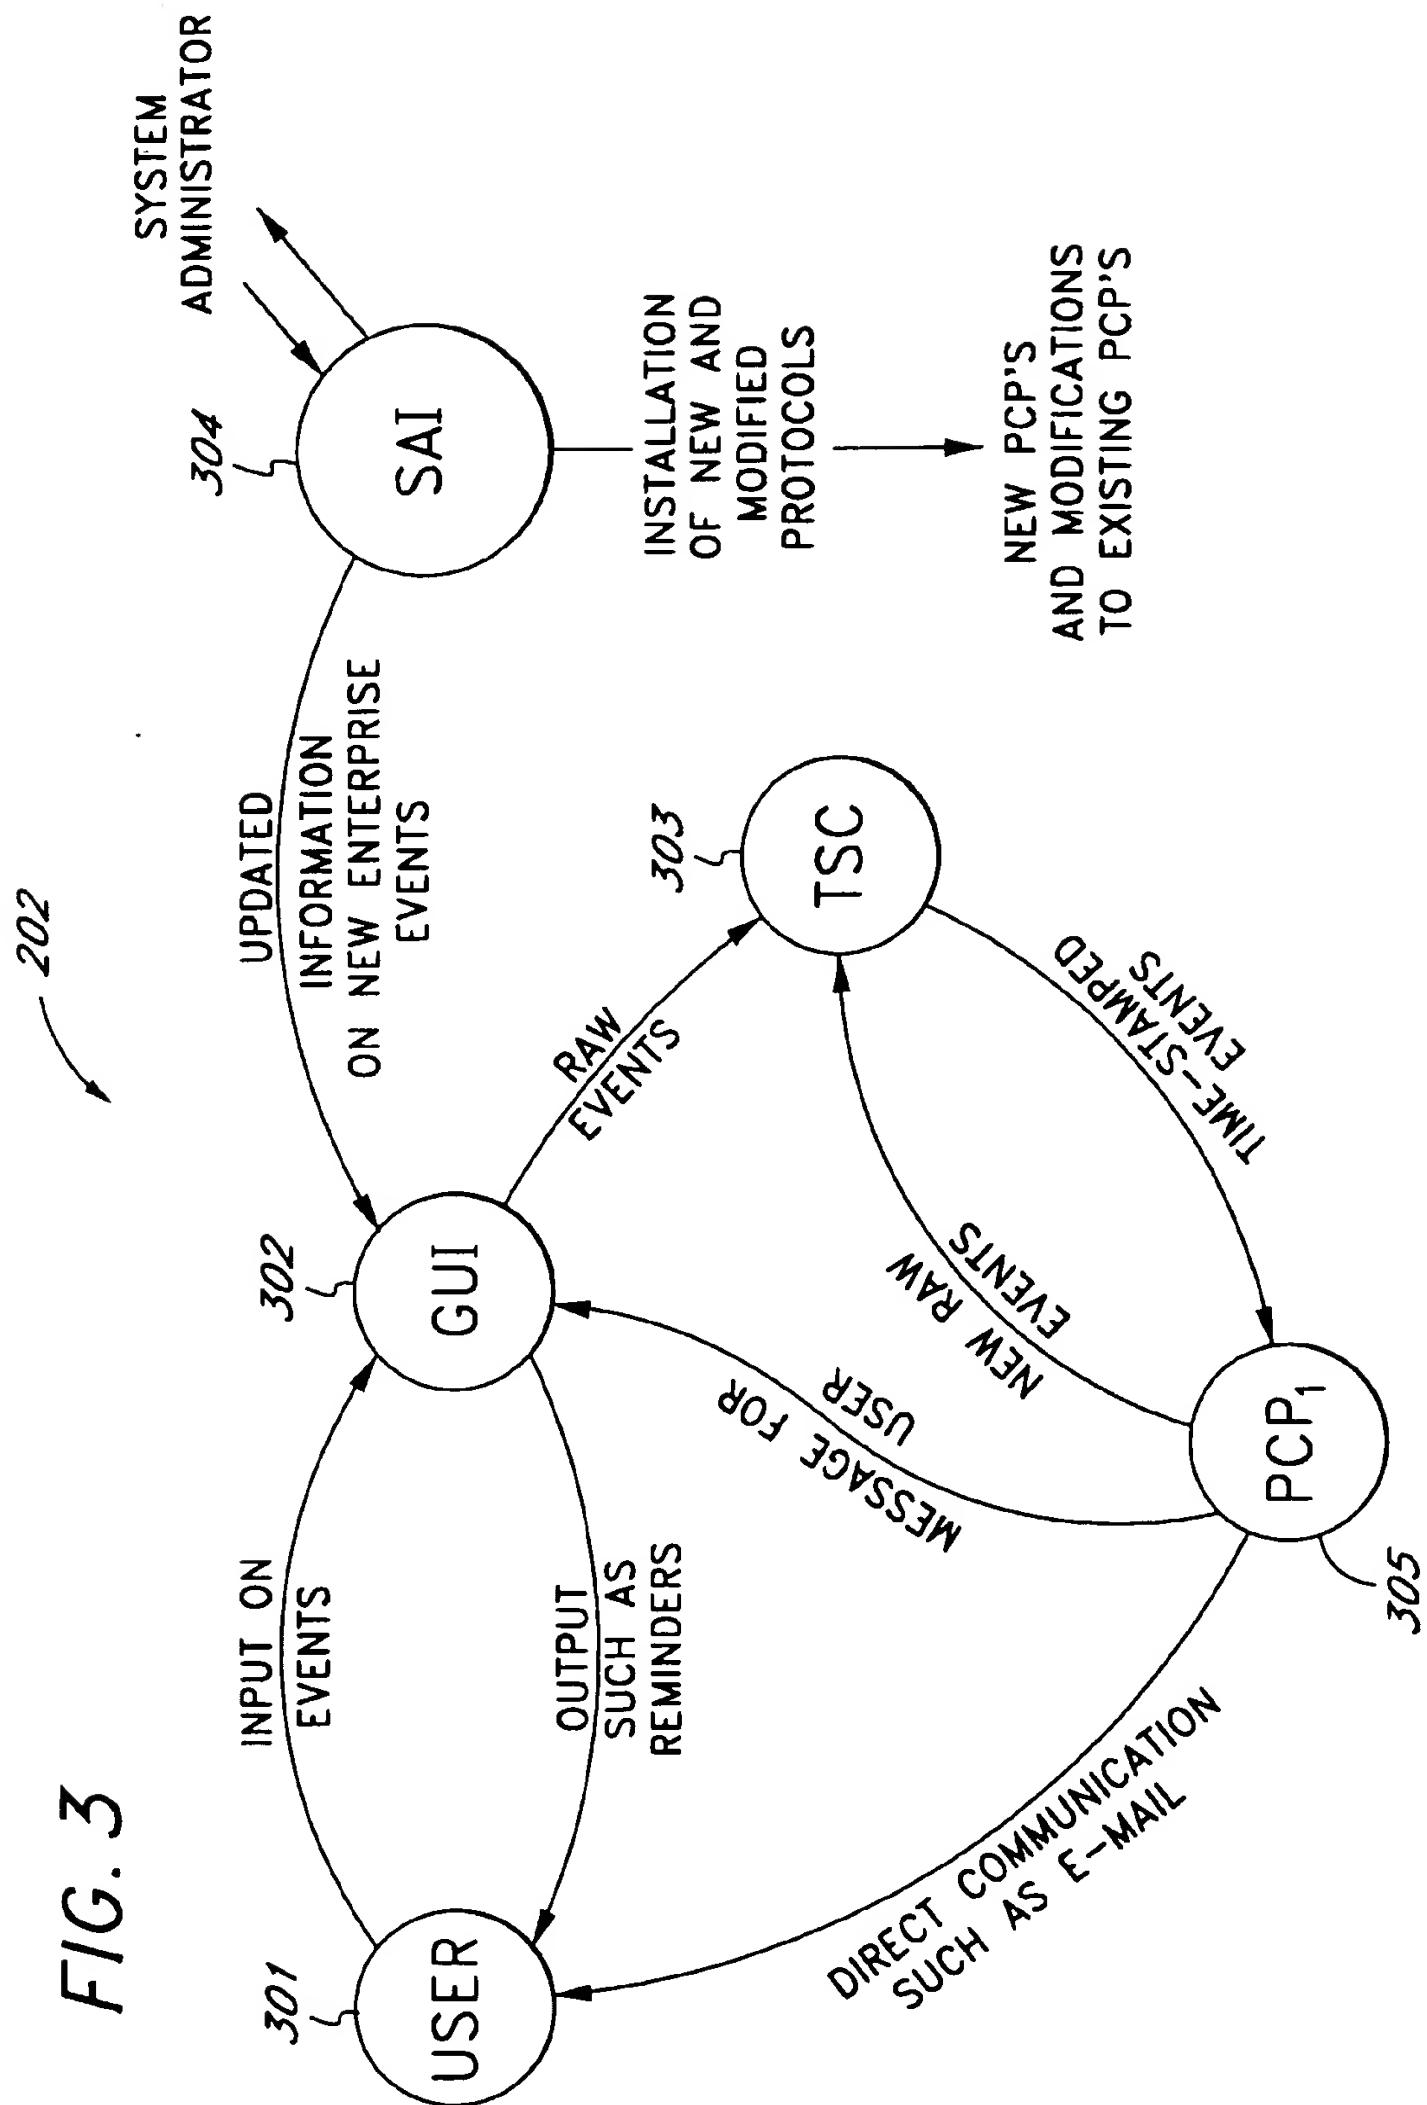 FIG. 3
202
301
USER
INPUT ON
EVENTS
OUTPUT
SUCH AS
REMINDERS
302
GUI
UPDATED
INFORMATION
ON NEW ENTERPRISE
EVENTS
304
SAI
SYSTEM
ADMINISTRATOR
INSTALLATION
OF NEW AND
MODIFIED
PROTOCOLS
NEW PCP'S
AND MODIFICATIONS
TO EXISTING PCP'S
RAW
EVENTS
303
TSC
TIME-STAMPED
EVENTS
NEW RAW
EVENTS
MESSAGE FOR
USER
DIRECT COMMUNICATION
SUCH AS E-MAIL
PCP1
305